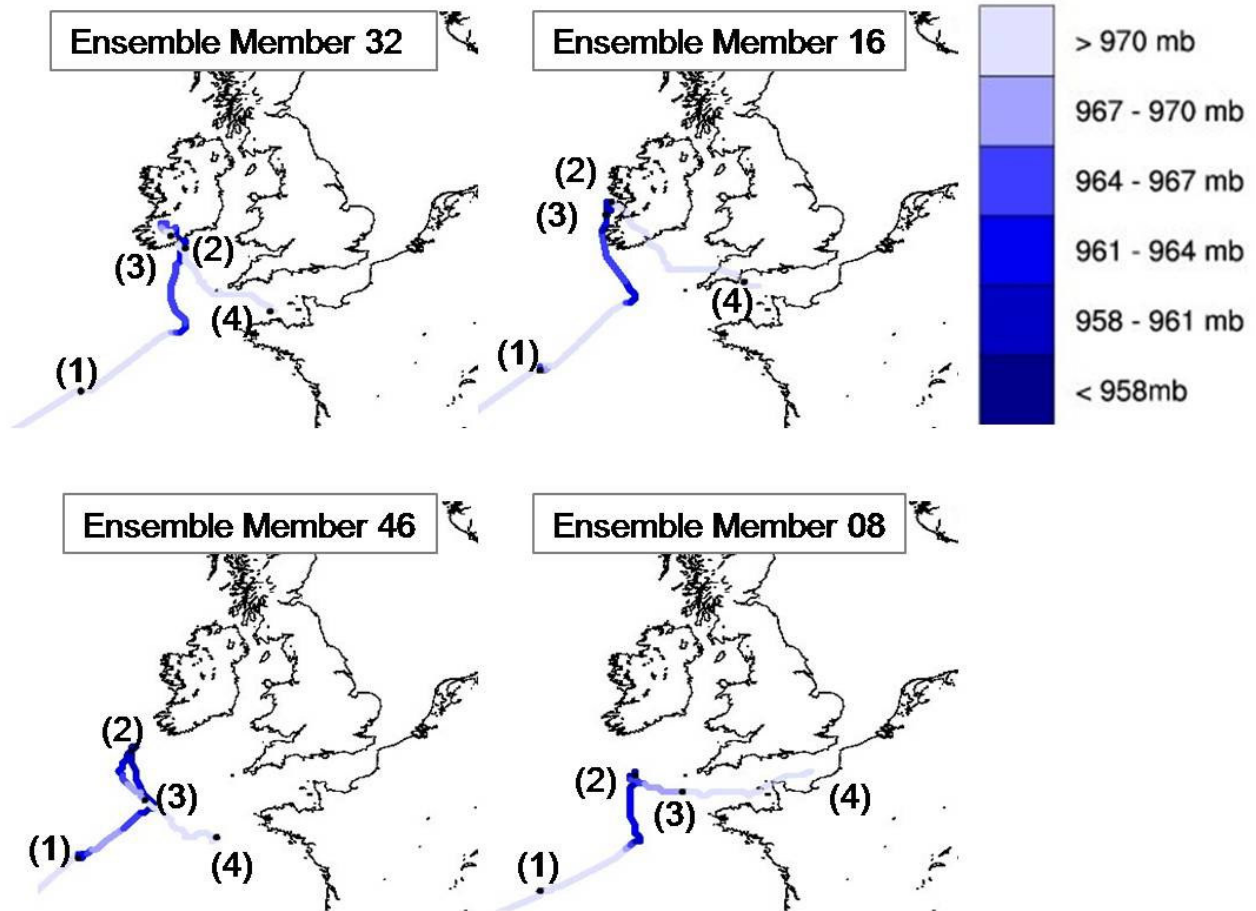 Ensemble Member 32
(2)
(3)
(4)
(1)
Ensemble Member 16
(2)
(3)
(4)
(1)
> 970 mb
967 - 970 mb
964 - 967 mb
961 - 964 mb
958 - 961 mb
< 958mb
Ensemble Member 46
(2)
(3)
(1)
(4)
Ensemble Member 08
(2)
(3)
(4)
(1)